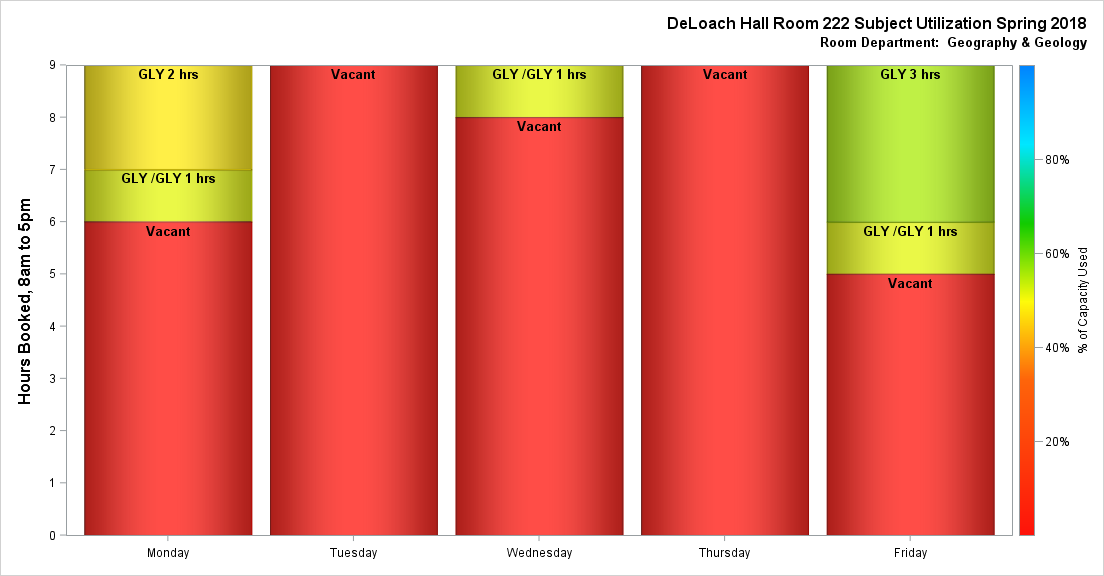 DeLoach Hall Room 222 Subject Utilization Spring 2018
Room Department:  Geography & Geology
Hours Booked, 8am to 5pm
9
8
7
6
5
4
3
2
1
0
GLY 2 hrs
GLY /GLY 1 hrs
Vacant
Vacant
GLY /GLY 1 hrs
Vacant
Vacant
GLY 3 hrs
GLY /GLY 1 hrs
Vacant
Monday
Tuesday
Wednesday
Thursday
Friday
80%
60%
40%
20%
% of Capacity Used